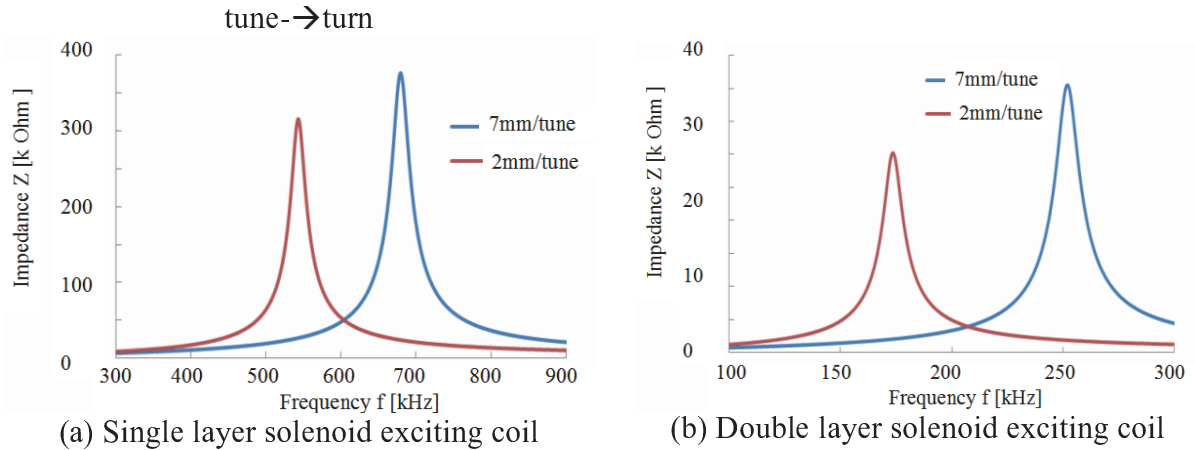 tune-→turn
400
300
200
100
0
Impedance Z [k Ohm ]
7mm/tune
2mm/tune
300 400 500 600 700 800 900
Frequency f [kHz]
(a) Single layer solenoid exciting coil
40
30
20
10
0
Impedance Z [k Ohm ]
7mm/tune
2mm/tune
100 150 200 250 300
Frequency f [kHz]
(b) Double layer solenoid exciting coil